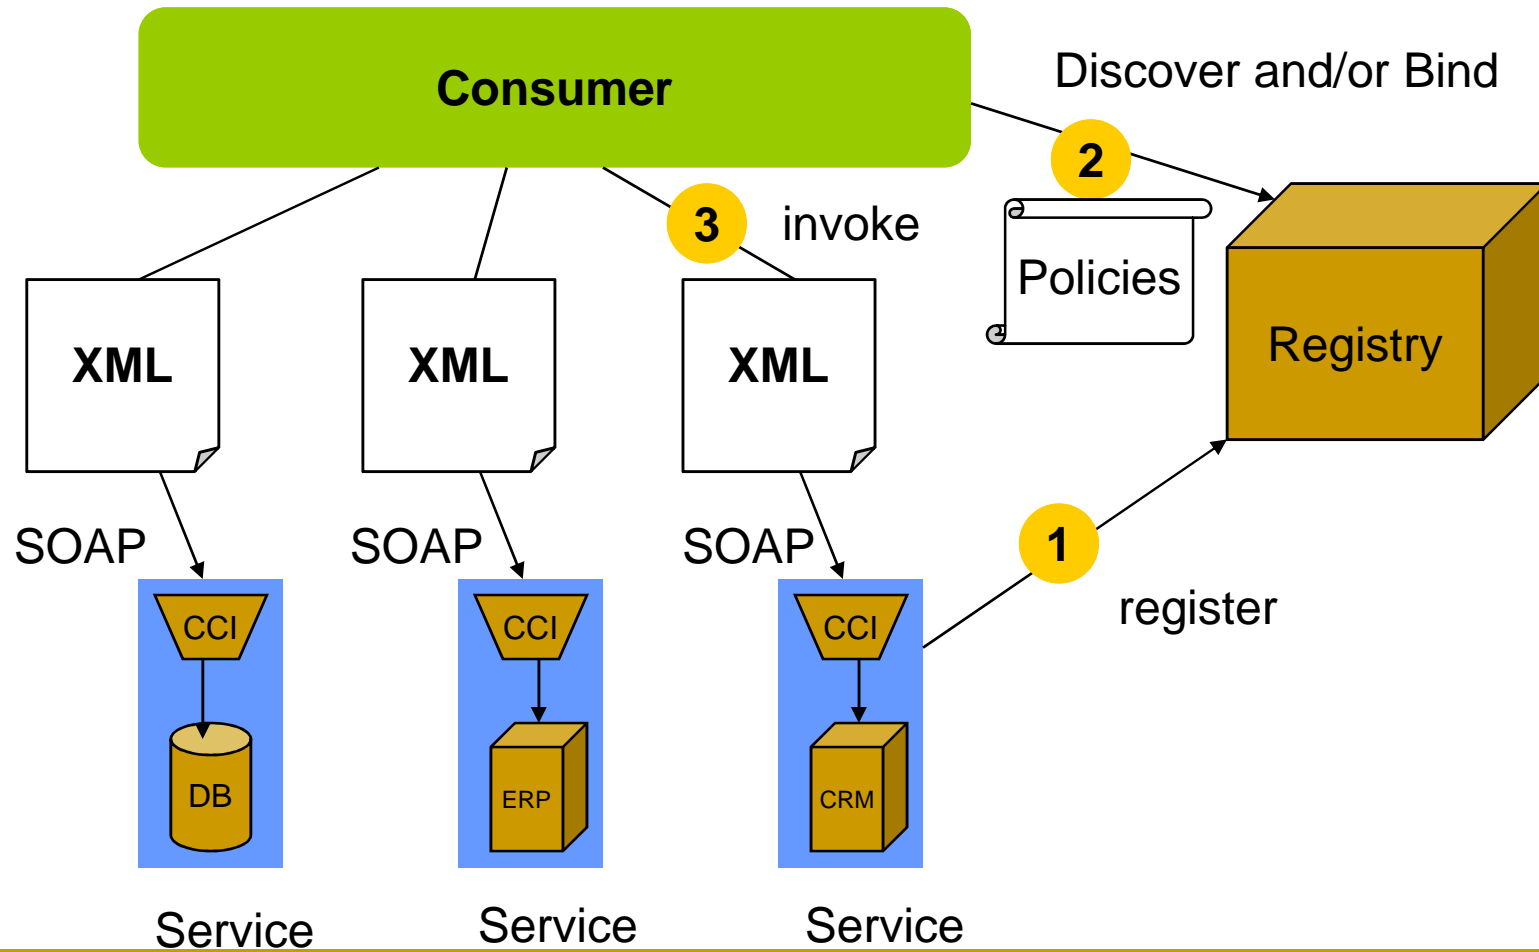 Consumer
Discover and/or Bind
2
3
invoke
Policies
Registry
XML
XML
XML
SOAP
SOAP
SOAP
1
register
CCI
CCI
CCI
DB
ERP
CRM
Service
Service
Service